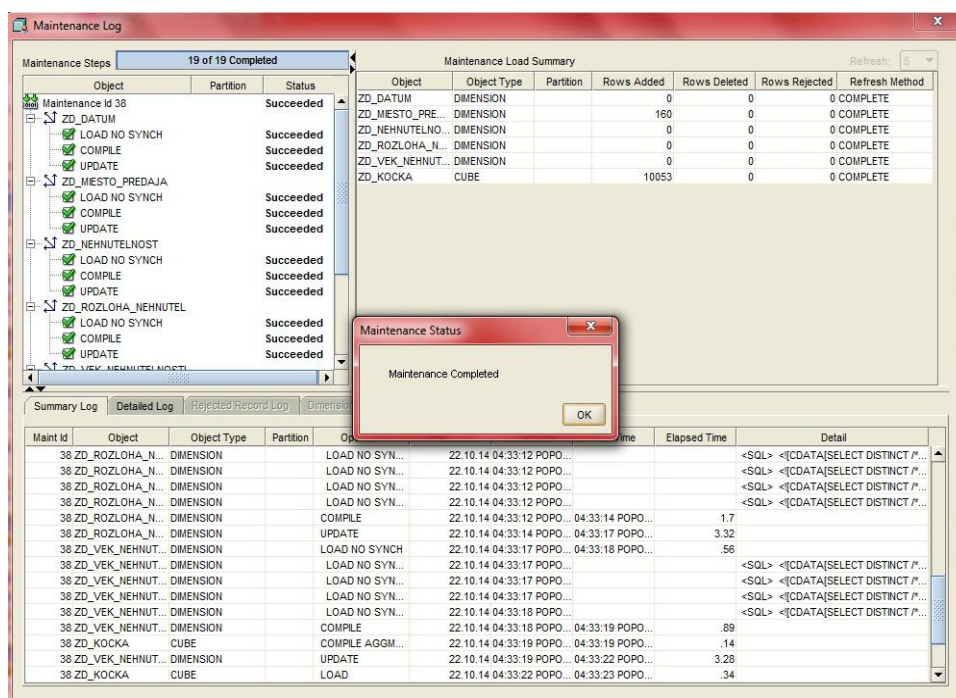 Maintenance Log
Maintenance Steps 19 of 19 Completed
Object Partition Status
Maintenance Id 38 Succeeded
ZD_DATUM
LOAD NO SYNCH Succeeded
COMPILE Succeeded
UPDATE Succeeded
ZD_MIESTO_PREDAJA
LOAD NO SYNCH Succeeded
COMPILE Succeeded
UPDATE Succeeded
ZD_NEHNUTELNOST
LOAD NO SYNCH Succeeded
COMPILE Succeeded
UPDATE Succeeded
ZD_ROZLOHA_NEHNUTEL
LOAD NO SYNCH Succeeded
COMPILE Succeeded
UPDATE Succeeded
Maintenance Load Summary Refresh: 5
Object Object Type Partition Rows Added Rows Deleted Rows Rejected Refresh Method
ZD_DATUM DIMENSION 0 0 0 COMPLETE
ZD_MIESTO_PRE... DIMENSION 160 0 0 COMPLETE
ZD_NEHNUTELNO... DIMENSION 0 0 0 COMPLETE
ZD_ROZLOHA_N... DIMENSION 0 0 0 COMPLETE
ZD_VEK_NEHNUT... DIMENSION 0 0 0 COMPLETE
ZD_KOCKA CUBE 10053 0 0 COMPLETE
Maintenance Status
Maintenance Completed
OK
Summary Log Detailed Log Rejected Record Log
Maint Id Object Object Type Partition Elapsed Time Detail
38 ZD_ROZLOHA_N... DIMENSION LOAD NO SYN... 22.10.14 04:33:12 POPO... <SQL> <![CDATA[SELECT DISTINCT /*...
38 ZD_ROZLOHA_N... DIMENSION LOAD NO SYN... 22.10.14 04:33:12 POPO... <SQL> <![CDATA[SELECT DISTINCT /*...
38 ZD_ROZLOHA_N... DIMENSION LOAD NO SYN... 22.10.14 04:33:12 POPO... <SQL> <![CDATA[SELECT DISTINCT /*...
38 ZD_ROZLOHA_N... DIMENSION LOAD NO SYN... 22.10.14 04:33:12 POPO... <SQL> <![CDATA[SELECT DISTINCT /*...
38 ZD_ROZLOHA_N... DIMENSION COMPILE 22.10.14 04:33:12 POPO... 04:33:14 POPO... 1.7
38 ZD_ROZLOHA_N... DIMENSION UPDATE 22.10.14 04:33:14 POPO... 04:33:17 POPO... 3.32
38 ZD_VEK_NEHNUT... DIMENSION LOAD NO SYNCH 22.10.14 04:33:17 POPO... 04:33:18 POPO... .56
38 ZD_VEK_NEHNUT... DIMENSION LOAD NO SYN... 22.10.14 04:33:17 POPO... <SQL> <![CDATA[SELECT DISTINCT /*...
38 ZD_VEK_NEHNUT... DIMENSION LOAD NO SYN... 22.10.14 04:33:17 POPO... <SQL> <![CDATA[SELECT DISTINCT /*...
38 ZD_VEK_NEHNUT... DIMENSION LOAD NO SYN... 22.10.14 04:33:17 POPO... <SQL> <![CDATA[SELECT DISTINCT /*...
38 ZD_VEK_NEHNUT... DIMENSION LOAD NO SYN... 22.10.14 04:33:18 POPO... <SQL> <![CDATA[SELECT DISTINCT /*...
38 ZD_VEK_NEHNUT... DIMENSION COMPILE 22.10.14 04:33:18 POPO... 04:33:19 POPO... .89
38 ZD_KOCKA CUBE COMPILE AGGM... 22.10.14 04:33:19 POPO... 04:33:19 POPO... .14
38 ZD_VEK_NEHNUT... DIMENSION UPDATE 22.10.14 04:33:19 POPO... 04:33:22 POPO... 3.28
38 ZD_KOCKA CUBE LOAD 22.10.14 04:33:22 POPO... 04:33:23 POPO... .34